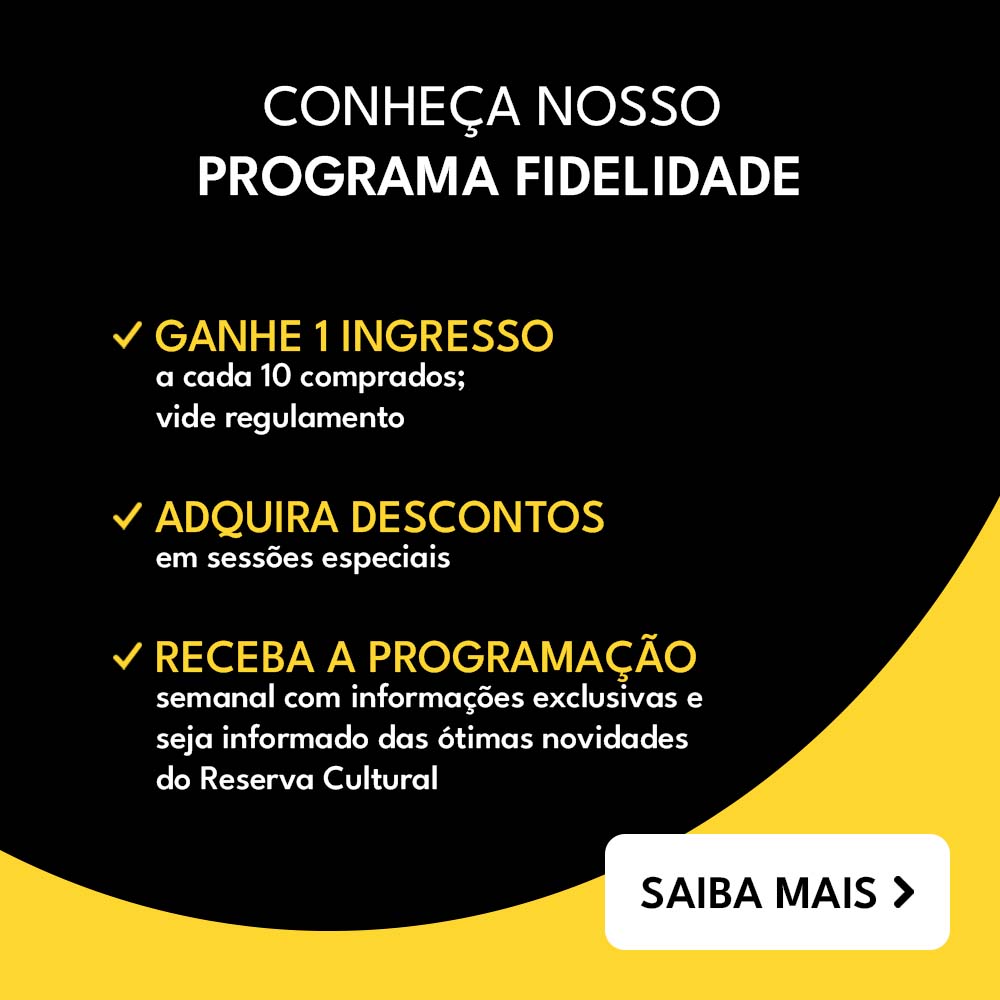 CONHEÇA NOSSO
PROGRAMA FIDELIDADE
GANHE 1 INGRESSO
a cada 10 comprados;
vide regulamento
ADQUIRA DESCONTOS
em sessões especiais
RECEBA A PROGRAMAÇÃO
semanal com informações exclusivas e
seja informado das ótimas novidades
do Reserva Cultural
SAIBA MAIS